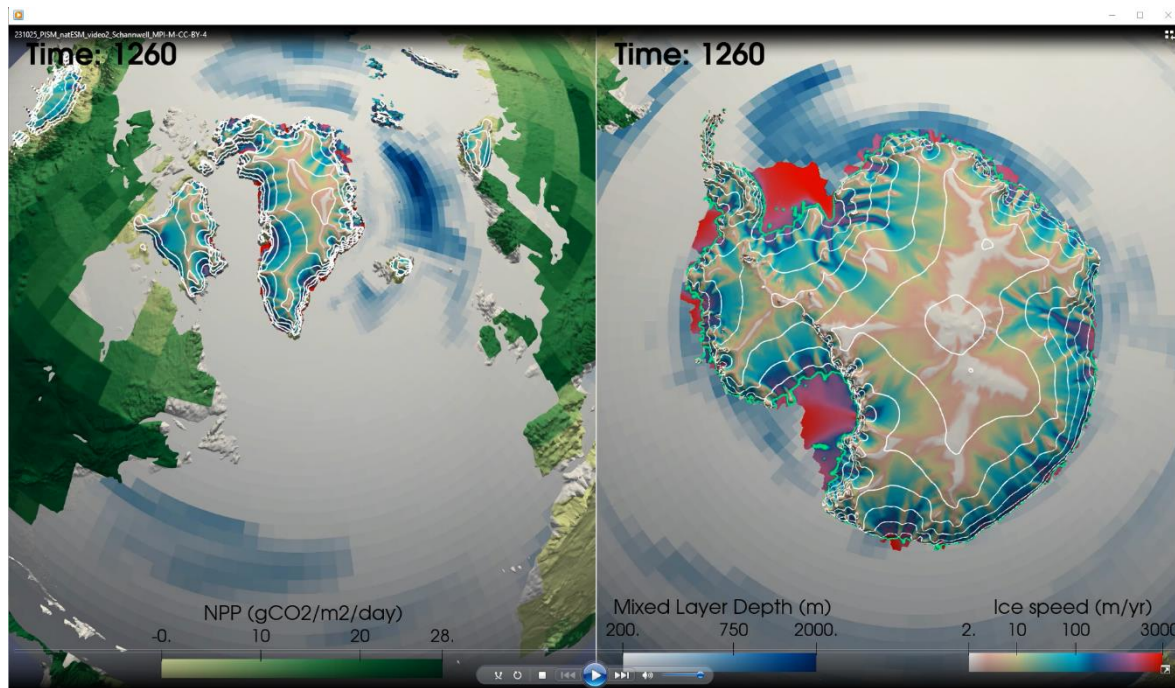 231025_PISM_natESM_video2_Schannwell_MPI-M-CC-BY-4
Time: 1260
Time: 1260
NPP (gCO2/m2/day)
-0. 10 20 28.
Mixed Layer Depth (m)
200. 750 2000.
Ice speed (m/yr)
2. 10 100 3000